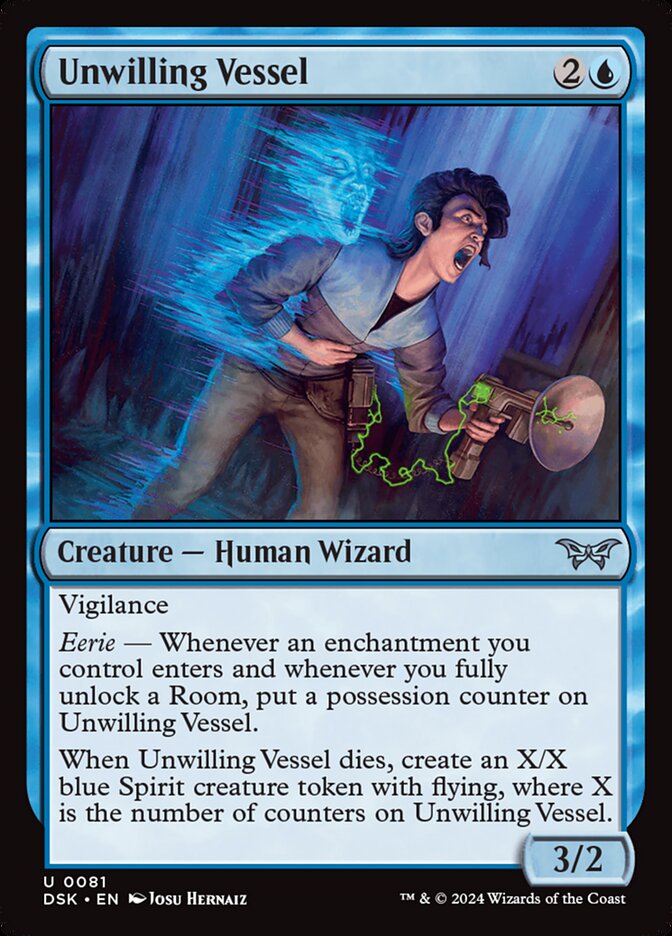 Unwilling Vessel 2
Creature — Human Wizard
Vigilance
Eerie — Whenever an enchantment you
control enters and whenever you fully
unlock a Room, put a possession counter on
Unwilling Vessel.
When Unwilling Vessel dies, create an X/X
blue Spirit creature token with flying, where X
is the number of counters on Unwilling Vessel.
3/2
U 0081
DSK • EN Josu Hernaiz ™ & © 2024 Wizards of the Coast